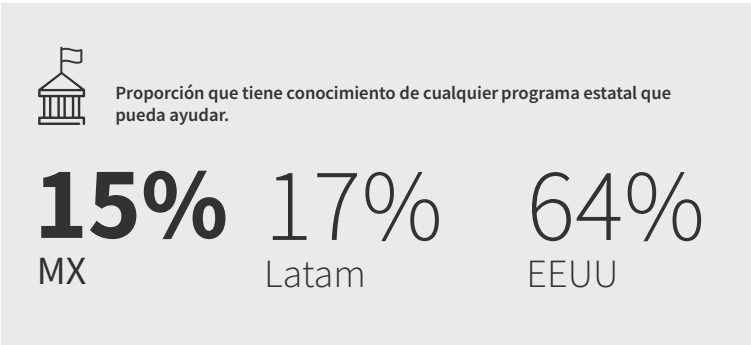 Proporción que tiene conocimiento de cualquier programa estatal que
pueda ayudar.
15% 17% 64%
MX Latam EEUU